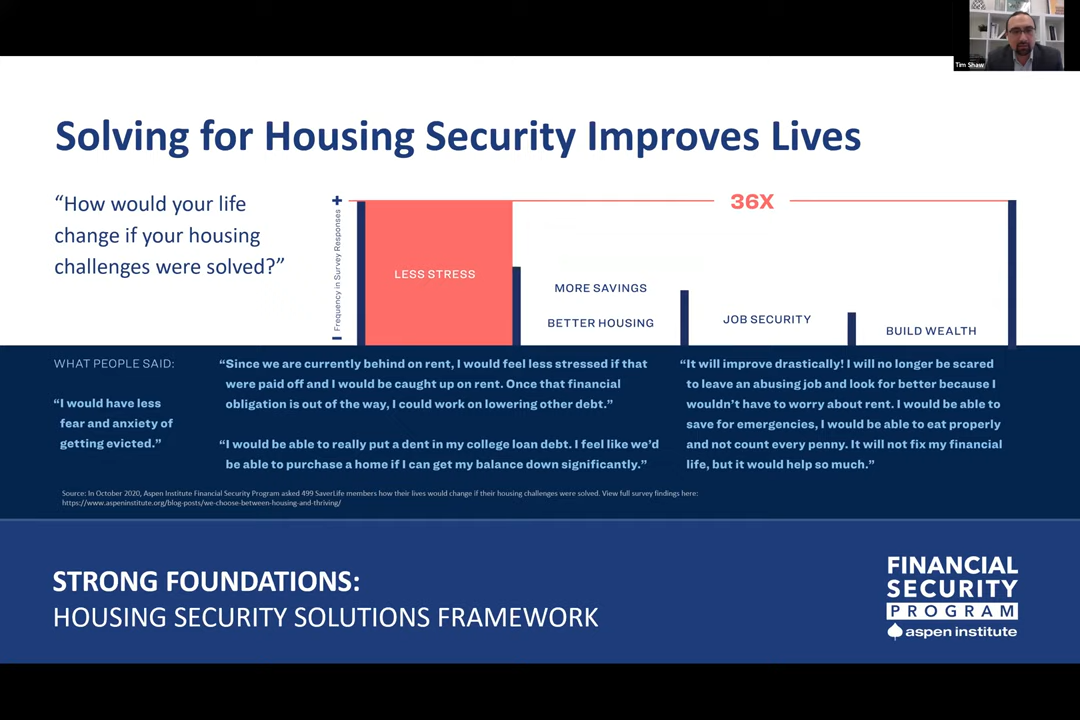 Tim Shaw
Solving for Housing Security Improves Lives
“How would your life
change if your housing
challenges were solved?”
+
Frequency in Survey Responses
–
36X
LESS STRESS
MORE SAVINGS
BETTER HOUSING
JOB SECURITY
BUILD WEALTH
WHAT PEOPLE SAID:
“I would have less
fear and anxiety of
getting evicted.”
“Since we are currently behind on rent, I would feel less stressed if that
were paid off and I would be caught up on rent. Once that financial
obligation is out of the way, I could work on lowering other debt.”
“I would be able to really put a dent in my college loan debt. I feel like we’d
be able to purchase a home if I can get my balance down significantly.”
“It will improve drastically! I will no longer be scared
to leave an abusing job and look for better because I
wouldn’t have to worry about rent. I would be able to
save for emergencies, I would be able to eat properly
and not count every penny. It will not fix my financial
life, but it would help so much.”
Source: In October 2020, Aspen Institute Financial Security Program asked 499 SaverLife members how their lives would change if their housing challenges were solved. View full survey findings here:
https://www.aspeninstitute.org/blog-posts/we-choose-between-housing-and-thriving/
STRONG FOUNDATIONS:
HOUSING SECURITY SOLUTIONS FRAMEWORK
FINANCIAL
SECURITY
PROGRAM
aspen institute